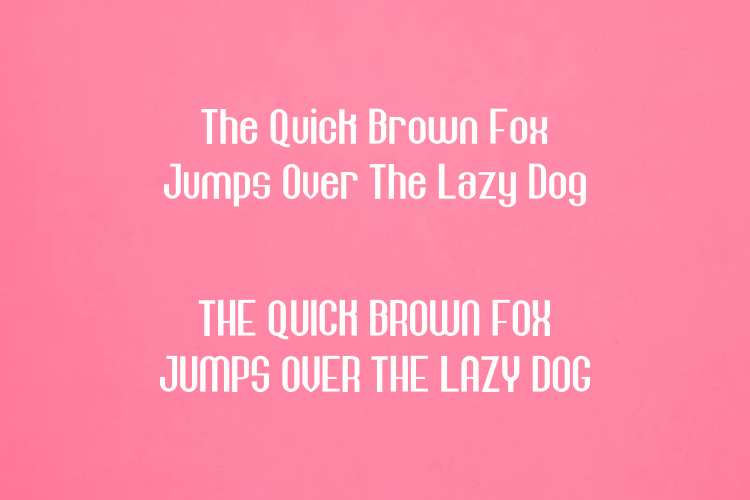 The Quick Brown Fox
Jumps Over The Lazy Dog
THE QUICK BROWN FOX
JUMPS OVER THE LAZY DOG